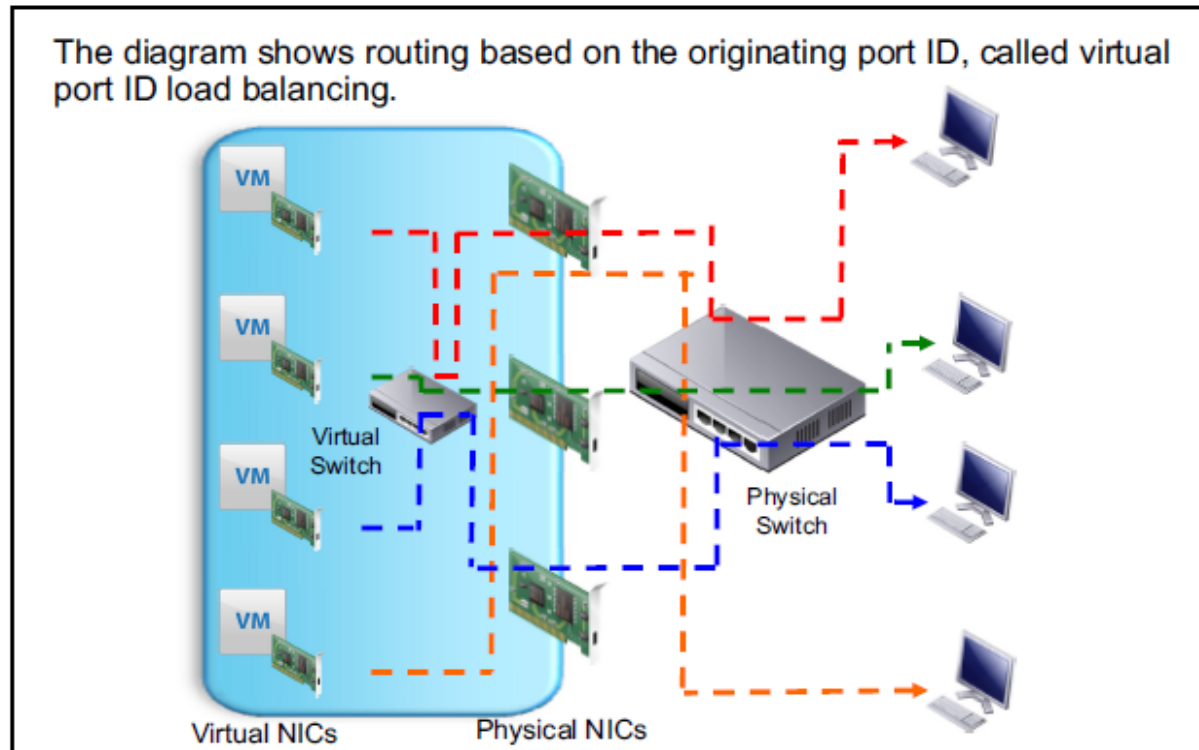 The diagram shows routing based on the originating port ID, called virtual
port ID load balancing.
VM
VM
Virtual
Switch
VM
Physical
Switch
VM
Virtual NICs
Physical NICs